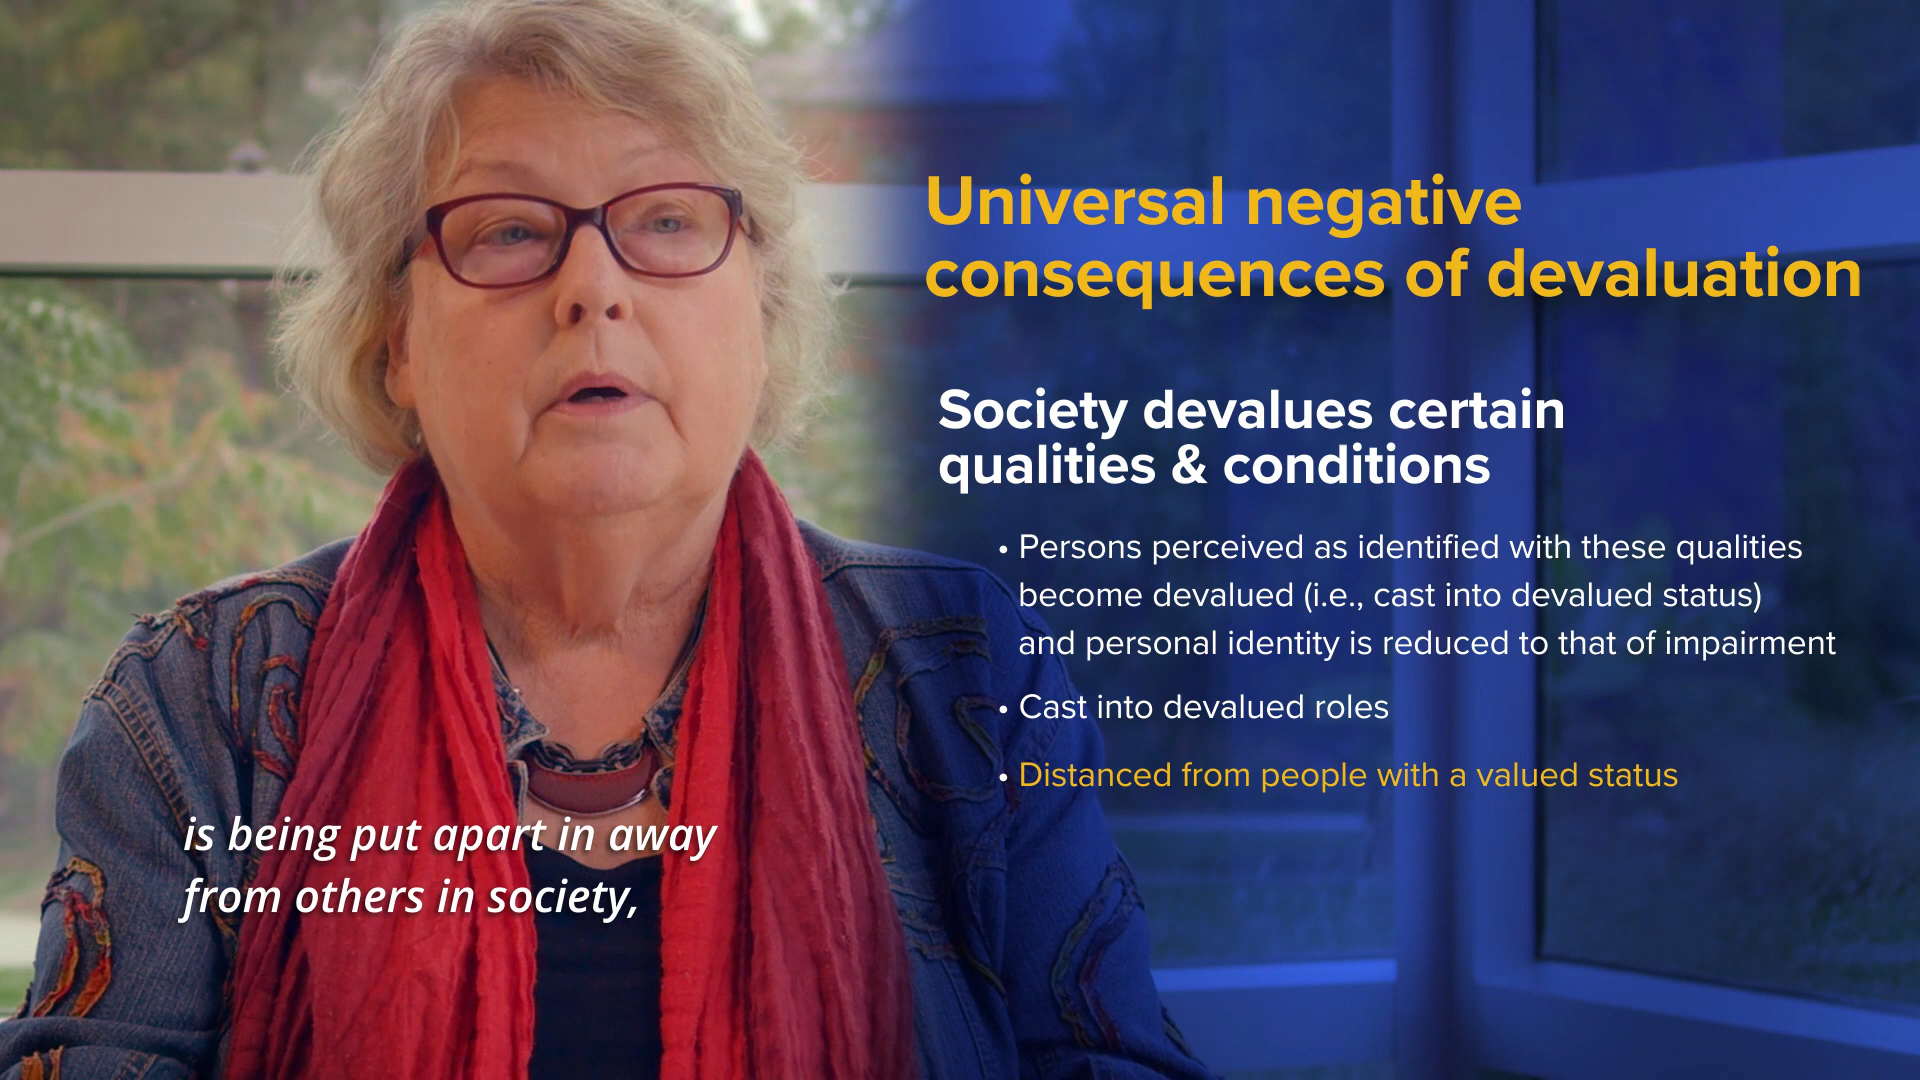 Universal negative
consequences of devaluation
Society devalues certain
qualities & conditions
• Persons perceived as identified with these qualities
become devalued (i.e., cast into devalued status)
and personal identity is reduced to that of impairment
• Cast into devalued roles
• Distanced from people with a valued status
is being put apart in away
from others in society,